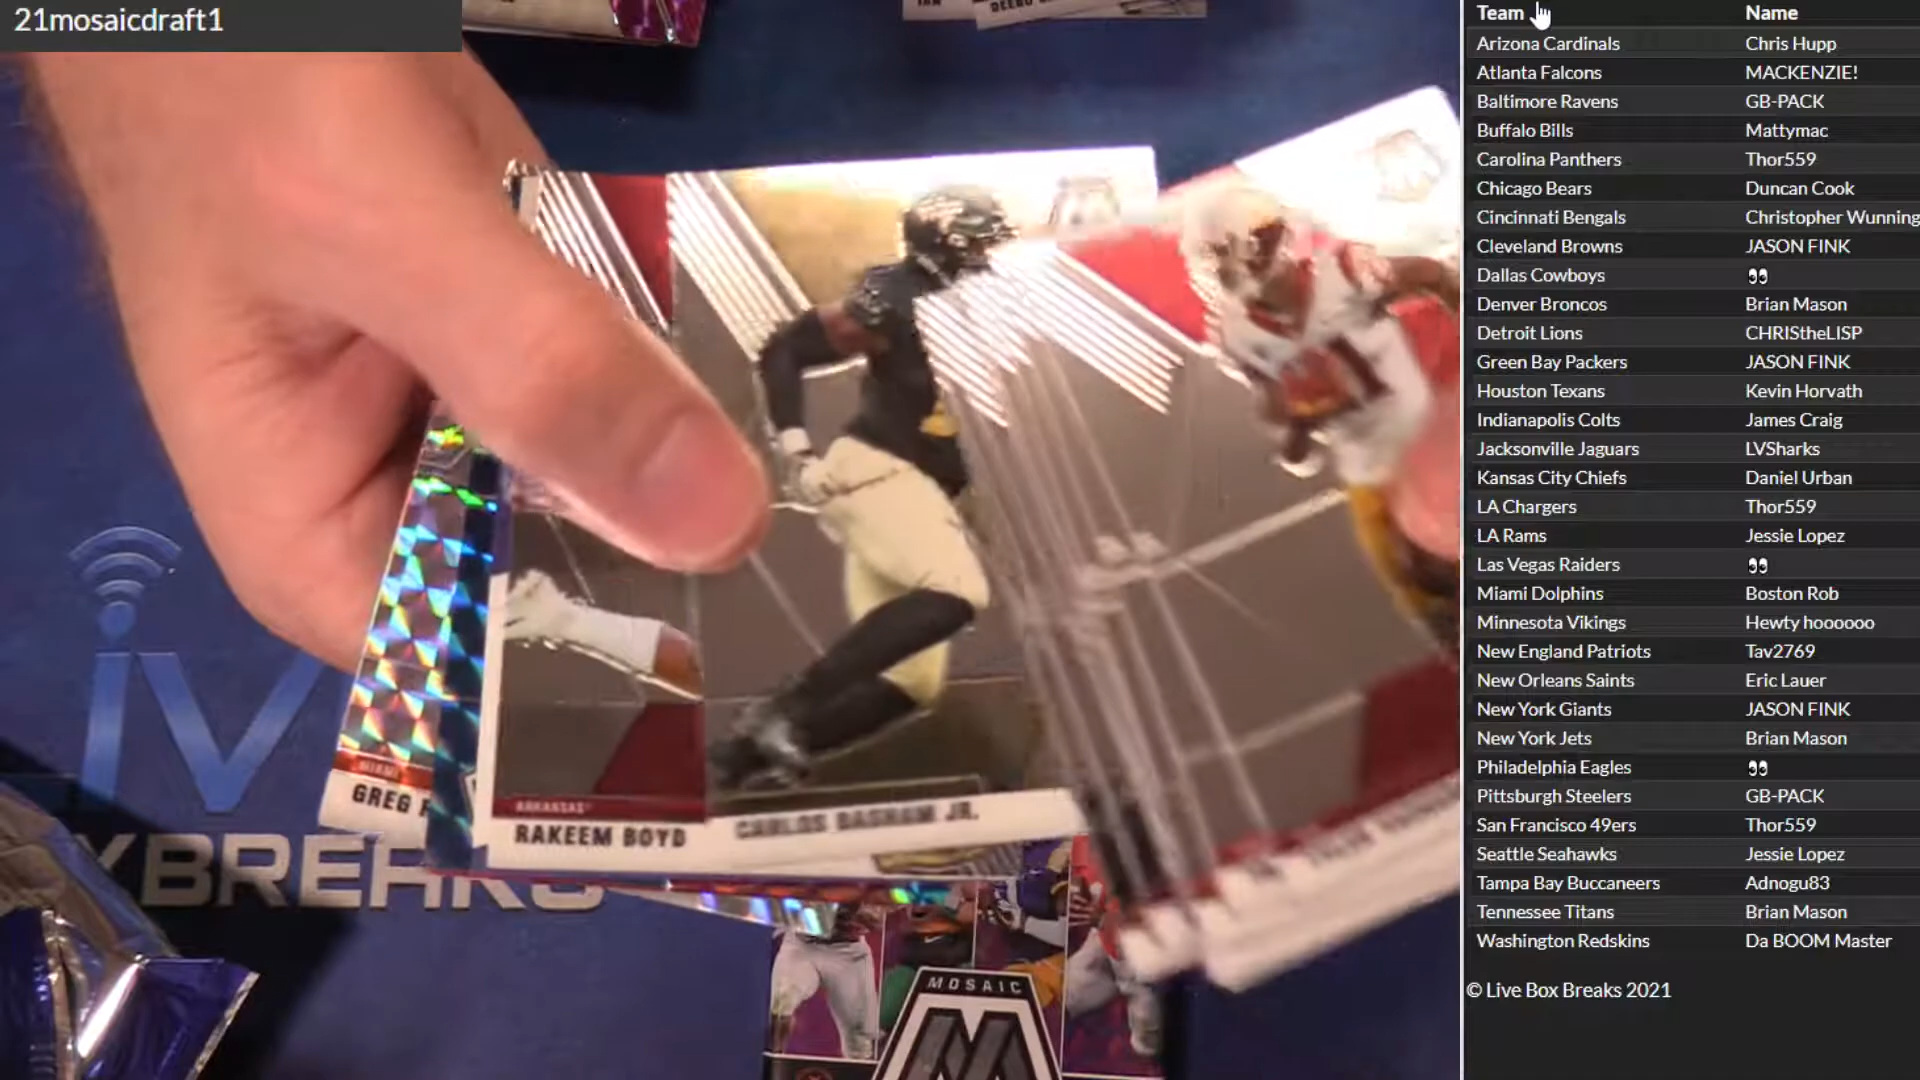 21mosaicdraft1
Team Name
Arizona Cardinals Chris Hupp
Atlanta Falcons MACKENZIE!
Baltimore Ravens GB-PACK
Buffalo Bills Mattymac
Carolina Panthers Thor559
Chicago Bears Duncan Cook
Cincinnati Bengals Christopher Wunning
Cleveland Browns JASON FINK
Dallas Cowboys 👀
Denver Broncos Brian Mason
Detroit Lions CHRIStheLISP
Green Bay Packers JASON FINK
Houston Texans Kevin Horvath
Indianapolis Colts James Craig
Jacksonville Jaguars LVSharks
Kansas City Chiefs Daniel Urban
LA Chargers Thor559
LA Rams Jessie Lopez
Las Vegas Raiders 👀
Miami Dolphins Boston Rob
Minnesota Vikings Hewty hoooooo
New England Patriots Tav2769
New Orleans Saints Eric Lauer
New York Giants JASON FINK
New York Jets Brian Mason
Philadelphia Eagles 👀
Pittsburgh Steelers GB-PACK
San Francisco 49ers Thor559
Seattle Seahawks Jessie Lopez
Tampa Bay Buccaneers Adnogu83
Tennessee Titans Brian Mason
Washington Redskins Da BOOM Master
© Live Box Breaks 2021
MIAMI
GREG
ARKANSAS
RAKEEM BOYD
CARLOS BASHAM JR.
BREAKS
MOSAIC